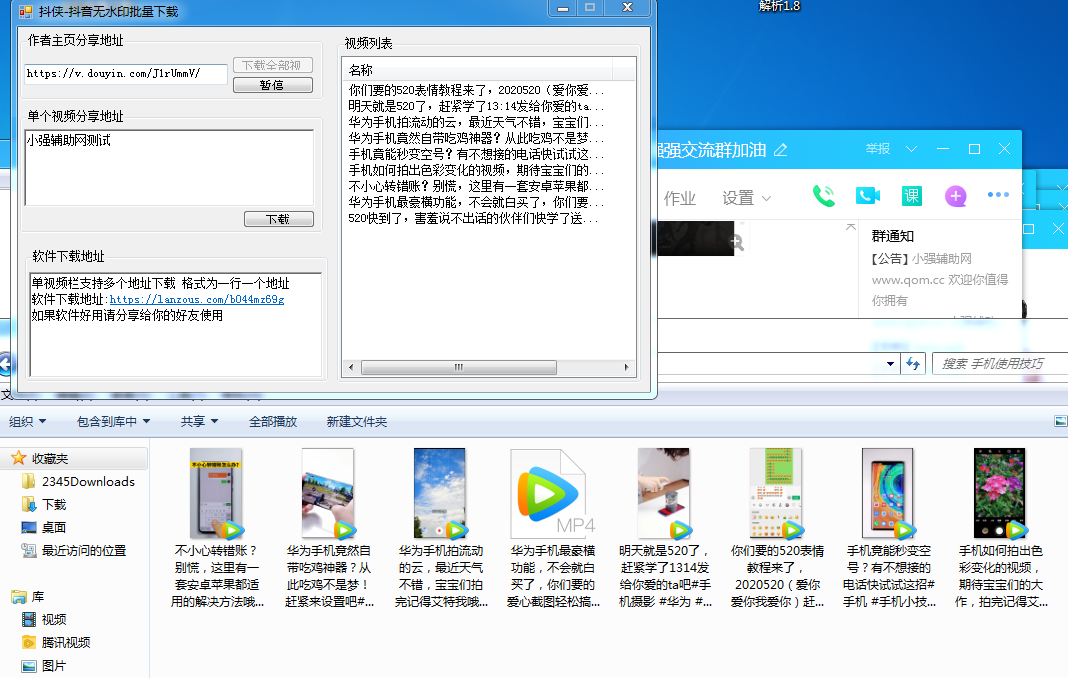 抖侠-抖音无水印批量下载
解析1.8
作者主页分享地址
https://v.douyin.com/J1rUmmV/
下载全部视
暂信
单个视频分享地址
小强辅助网测试
下载
软件下载地址
单视频栏支持多个地址下载 格式为一行一个地址
软件下载地址:https://lanzous.com/b044mz69g
如果软件好用请分享给你的好友使用
视频列表
名称
你们要的520表情教程来了，2020520（爱你爱...
明天就是520了，赶紧学了13:14发给你爱的ta...
华为手机拍流动的云，最近天气不错，宝宝们...
华为手机竟然自带吃鸡神器？从此吃鸡不是梦...
手机竟能秒变空号？有不想接的电话快试试这...
手机如何拍出色彩变化的视频，期待宝宝们的...
不小心转错账？别慌，这里有一套安卓苹果都...
华为手机最豪横功能，不会就白买了，你们要...
520快到了，害羞说不出话的伙伴们快学了送...
强交流群加油
举报
作业
设置
课
群通知
【公告】小强辅助网
www.qom.cc 欢迎你值得
你拥有
搜索 手机使用技巧
组织
包含到库中
共享
全部播放
新建文件夹
收藏夹
2345Downloads
下载
桌面
最近访问的位置
库
视频
腾讯视频
图片
不小心转错账怎么办？
MP4
不小心转错账？
别慌，这里有一
套安卓苹果都适
用的解决方法哦...
华为手机竟然自
带吃鸡神器？从
此吃鸡不是梦！
赶紧来设置吧#...
华为手机拍流动
的云，最近天气
不错，宝宝们拍
完记得艾特我哦...
华为手机最豪横
功能，不会就白
买了，你们要的
爱心截图轻松搞...
明天就是520了，
赶紧学了1314发
给你爱的ta吧#手
机摄影 #华为 #...
你们要的520表情
教程来了，
2020520（爱你
爱你我爱你）赶...
手机竟能秒变空
号？有不想接的
电话快试试这招#
手机 #手机小技...
手机如何拍出色
彩变化的视频，
期待宝宝们的大
作，拍完记得艾...